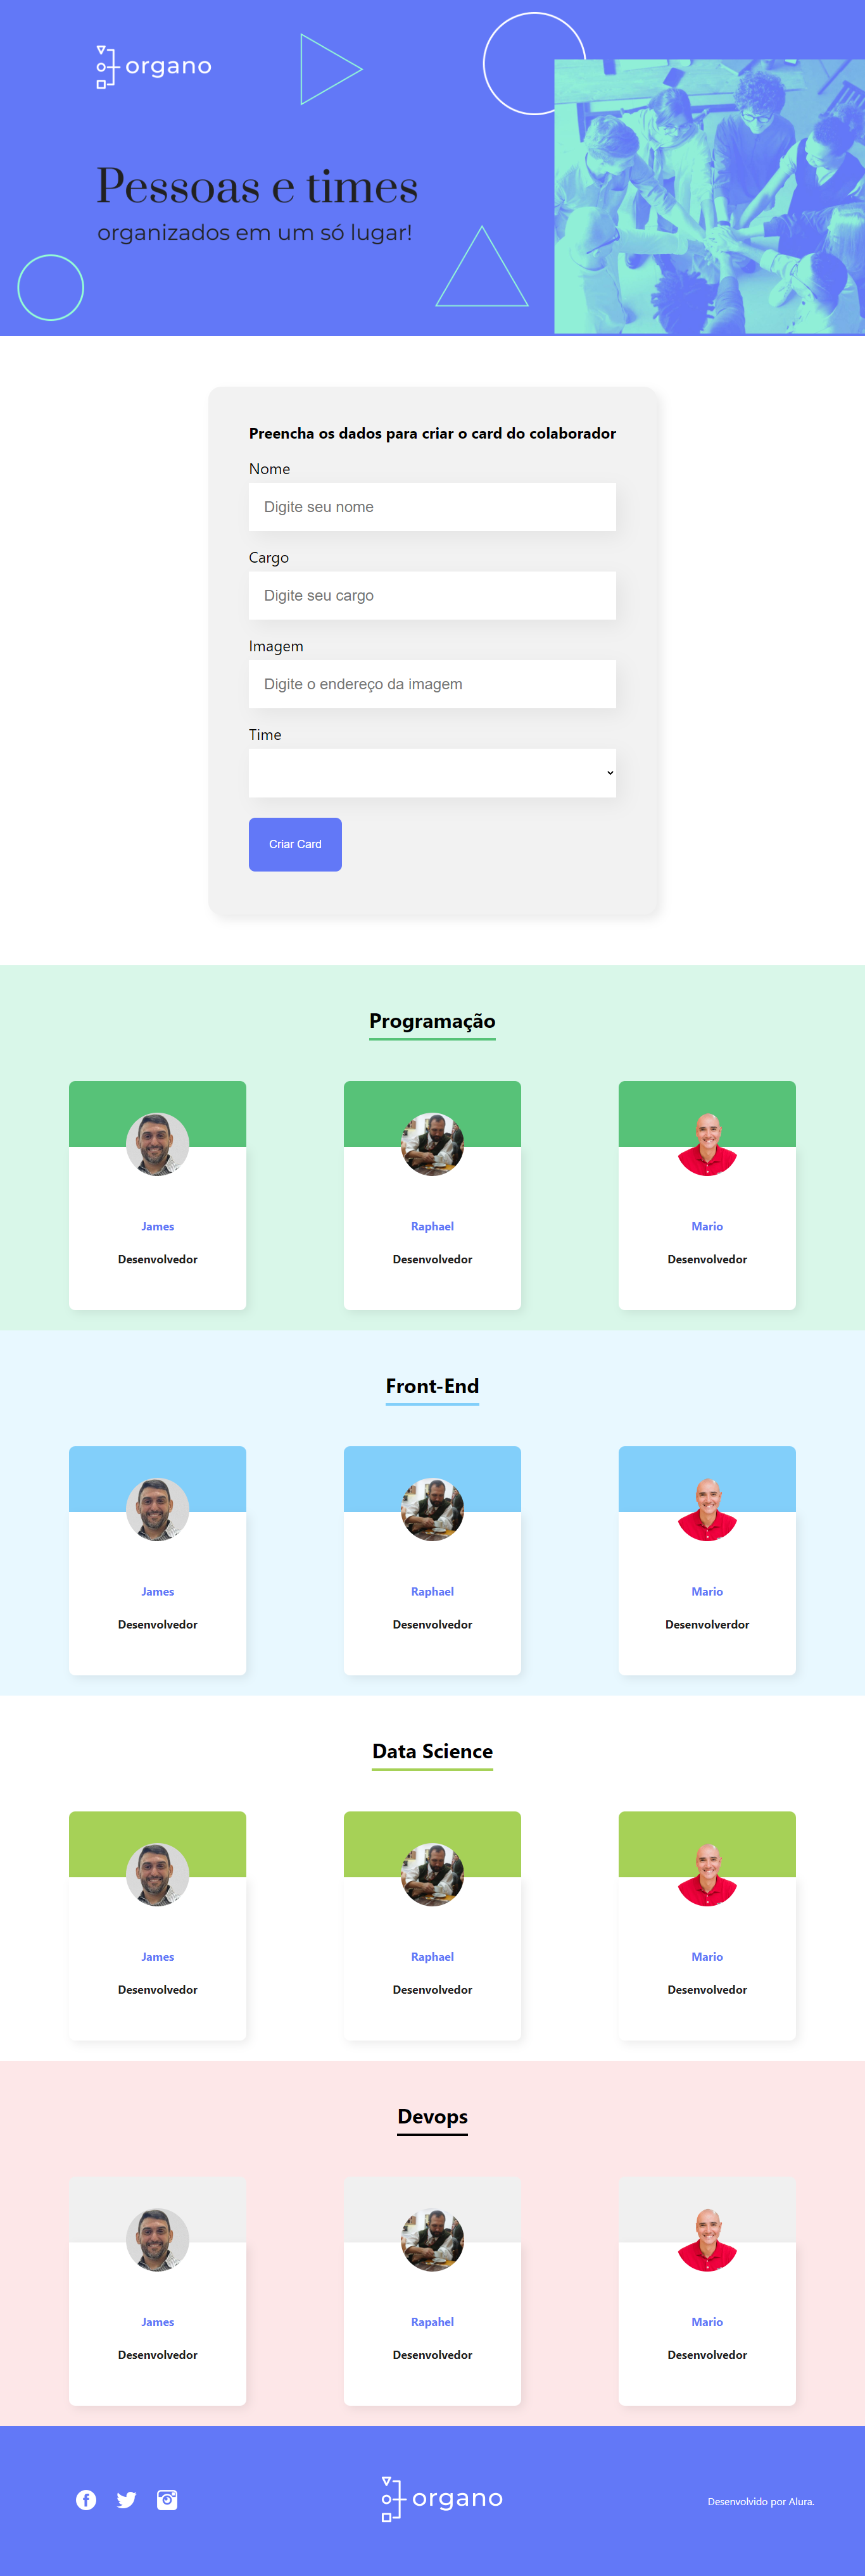 organo
Pessoas e times
organizados em um só lugar!
Preencha os dados para criar o card do colaborador
Nome
Digite seu nome
Cargo
Digite seu cargo
Imagem
Digite o endereço da imagem
Time
Criar Card
Programação
James Raphael Mario
Desenvolvedor Desenvolvedor Desenvolvedor
Front-End
James Raphael Mario
Desenvolvedor Desenvolvedor Desenvolverdor
Data Science
James Raphael Mario
Desenvolvedor Desenvolvedor Desenvolvedor
Devops
James Rapahel Mario
Desenvolvedor Desenvolvedor Desenvolvedor
organo
Desenvolvido por Alura.